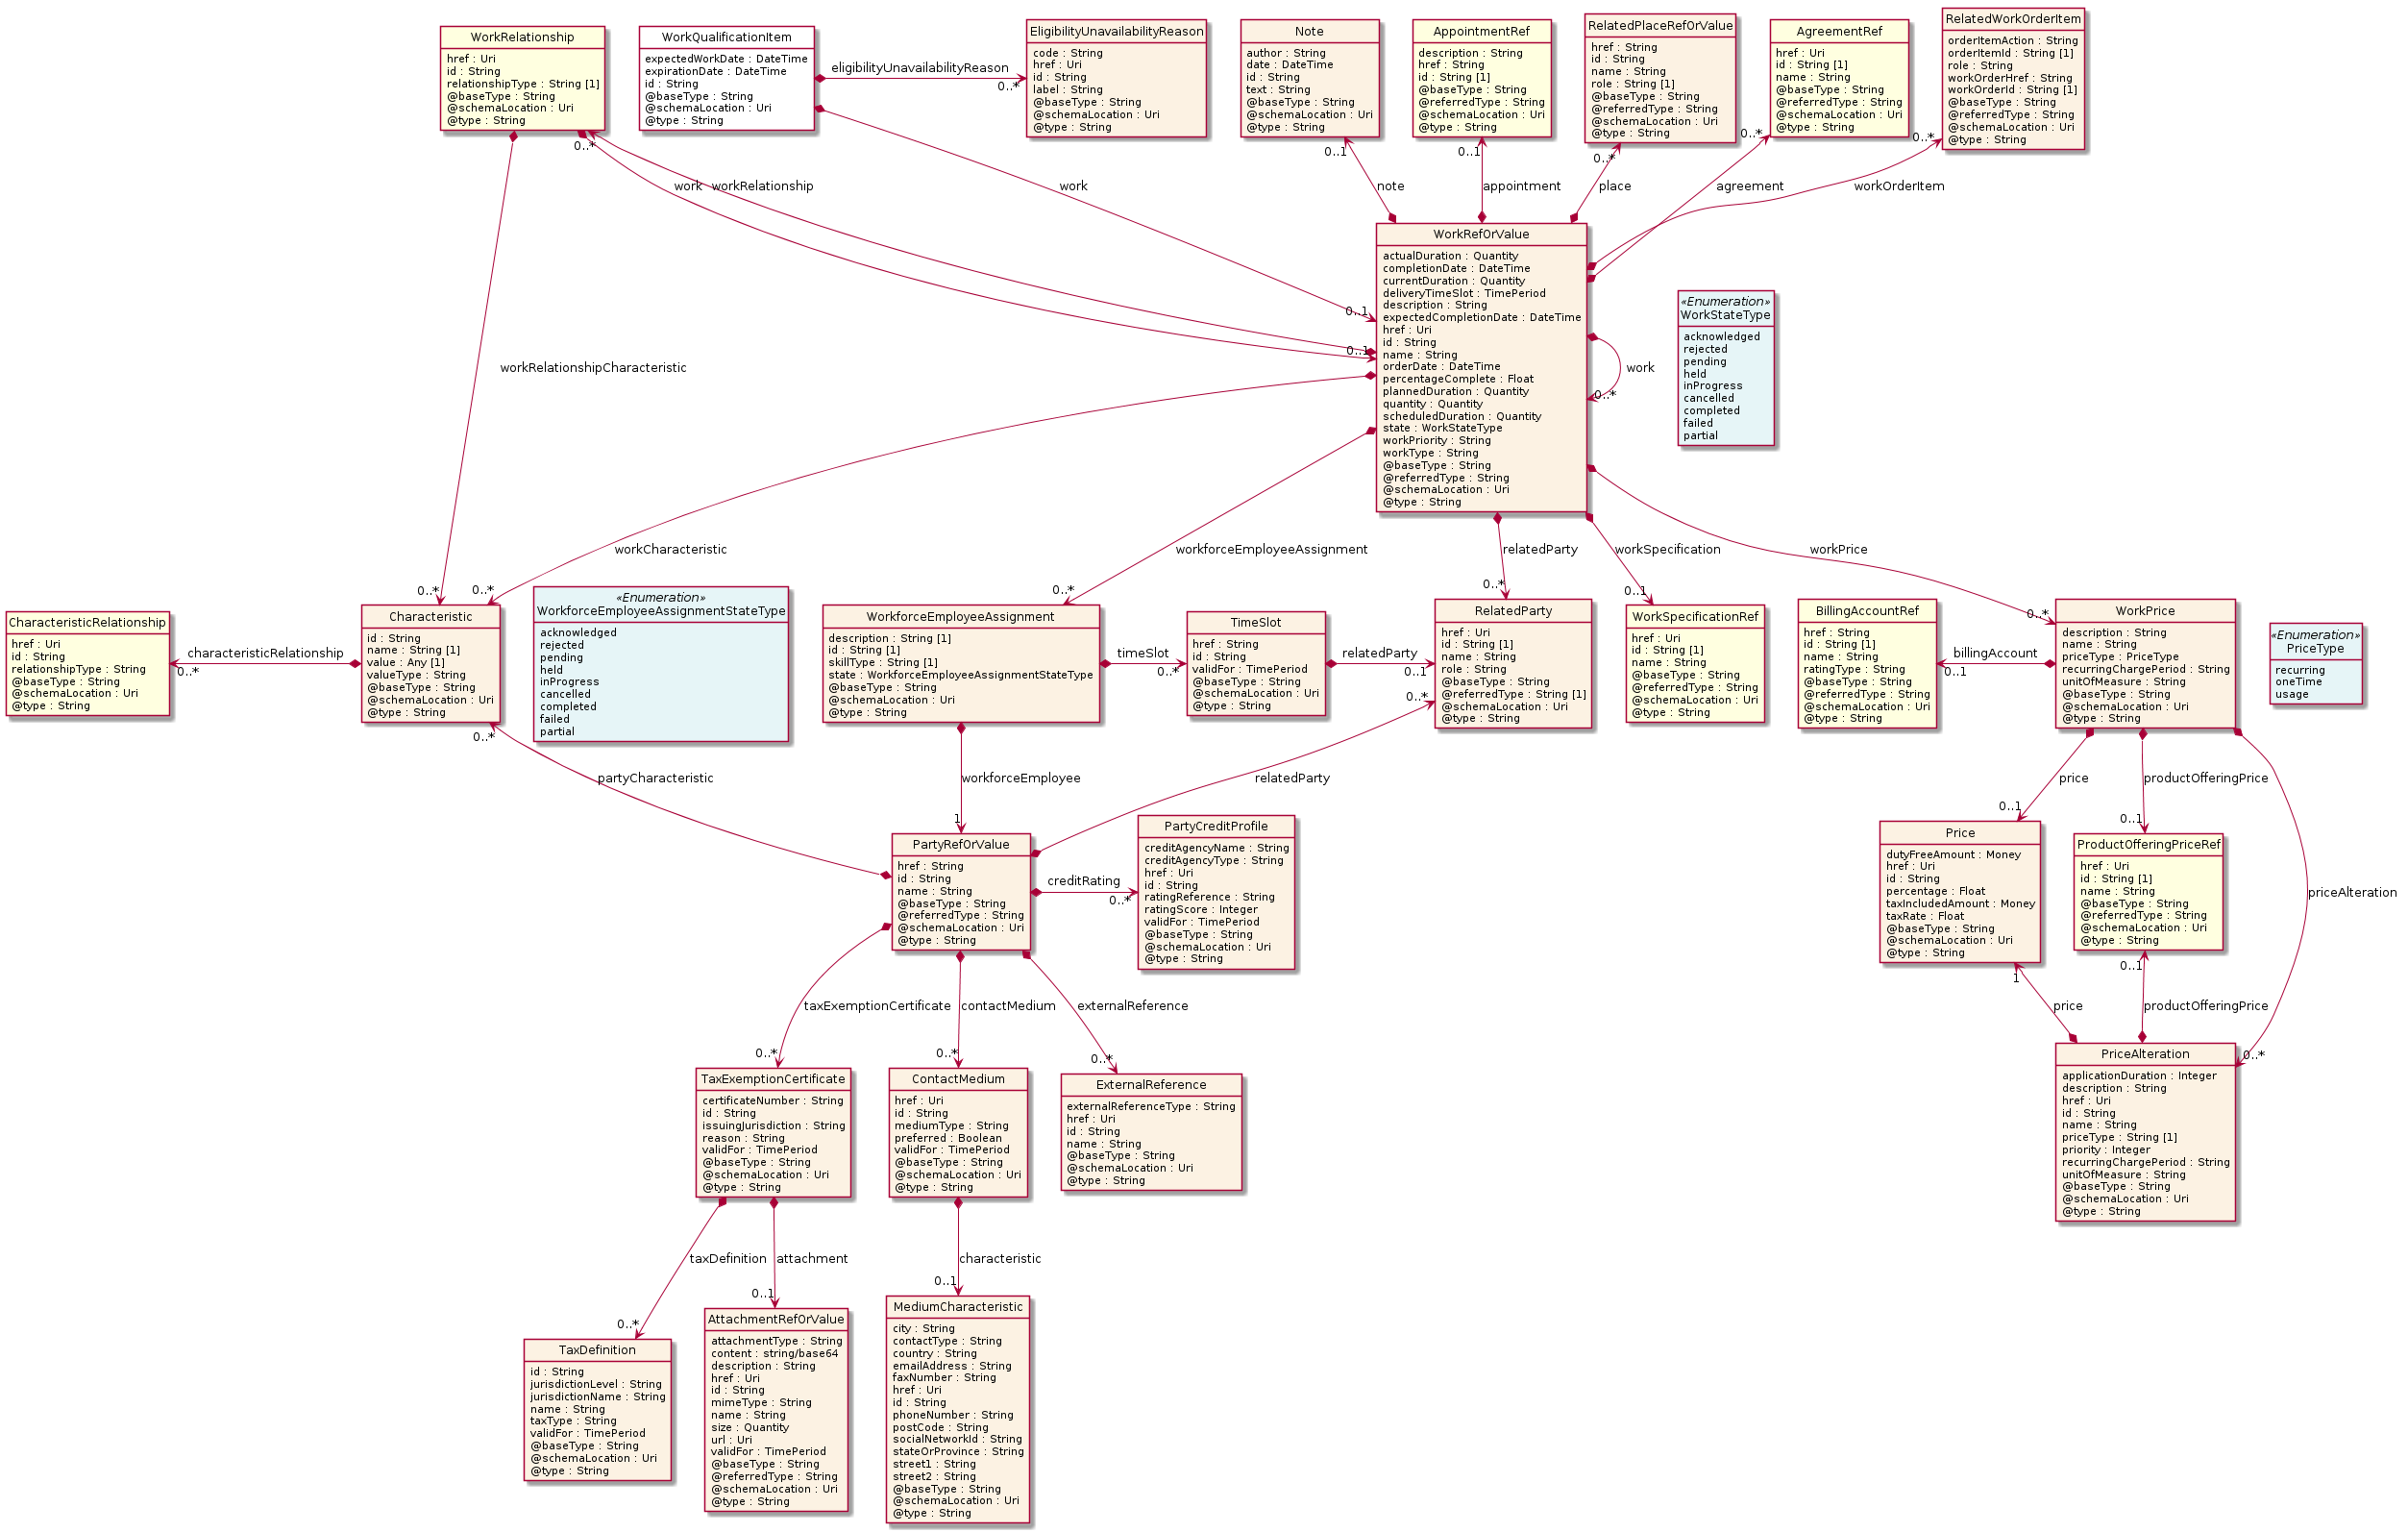 WorkRelationship
href : Uri
id : String
relationshipType : String [1]
@baseType : String
@schemaLocation : Uri
@type : String
WorkQualificationItem
expectedWorkDate : DateTime
expirationDate : DateTime
id : String
@baseType : String
@schemaLocation : Uri
@type : String
eligibilityUnavailabilityReason
0..*
EligibilityUnavailabilityReason
code : String
href : Uri
id : String
label : String
@baseType : String
@schemaLocation : Uri
@type : String
Note
author : String
date : DateTime
id : String
text : String
@baseType : String
@schemaLocation : Uri
@type : String
AppointmentRef
description : String
href : String
id : String [1]
@baseType : String
@referredType : String
@schemaLocation : Uri
@type : String
RelatedPlaceRefOrValue
href : String
id : String
name : String
role : String [1]
@baseType : String
@referredType : String
@schemaLocation : Uri
@type : String
AgreementRef
href : Uri
id : String [1]
name : String
@baseType : String
@referredType : String
@schemaLocation : Uri
@type : String
RelatedWorkOrderItem
orderItemAction : String
orderItemId : String [1]
role : String
workOrderHref : String
workOrderId : String [1]
@baseType : String
@referredType : String
@schemaLocation : Uri
@type : String
0..*
0..1
0..1
0..*
0..*
0..*
work
workRelationship
work
note
appointment
place
agreement
workOrderItem
WorkRefOrValue
actualDuration : Quantity
completionDate : DateTime
currentDuration : Quantity
deliveryTimeSlot : TimePeriod
description : String
expectedCompletionDate : DateTime
href : Uri
id : String
name : String
orderDate : DateTime
percentageComplete : Float
plannedDuration : Quantity
quantity : Quantity
scheduledDuration : Quantity
state : WorkStateType
workPriority : String
workType : String
@baseType : String
@referredType : String
@schemaLocation : Uri
@type : String
0..1
0..1
work
0..*
«Enumeration»
WorkStateType
acknowledged
rejected
pending
held
inProgress
cancelled
completed
failed
partial
workRelationshipCharacteristic
workCharacteristic
workforceEmployeeAssignment
relatedParty
workSpecification
workPrice
0..*
0..*
0..*
0..*
0..1
0..*
CharacteristicRelationship
href : Uri
id : String
relationshipType : String
@baseType : String
@schemaLocation : Uri
@type : String
characteristicRelationship
0..*
Characteristic
id : String
name : String [1]
value : Any [1]
valueType : String
@baseType : String
@schemaLocation : Uri
@type : String
«Enumeration»
WorkforceEmployeeAssignmentStateType
acknowledged
rejected
pending
held
inProgress
cancelled
completed
failed
partial
WorkforceEmployeeAssignment
description : String [1]
id : String [1]
skillType : String [1]
state : WorkforceEmployeeAssignmentStateType
@baseType : String
@schemaLocation : Uri
@type : String
timeSlot
0..*
TimeSlot
href : String
id : String
validFor : TimePeriod
@baseType : String
@schemaLocation : Uri
@type : String
relatedParty
0..1
RelatedParty
href : Uri
id : String [1]
name : String
role : String
@baseType : String
@referredType : String [1]
@schemaLocation : Uri
@type : String
WorkSpecificationRef
href : Uri
id : String [1]
name : String
@baseType : String
@referredType : String
@schemaLocation : Uri
@type : String
BillingAccountRef
href : String
id : String [1]
name : String
ratingType : String
@baseType : String
@referredType : String
@schemaLocation : Uri
@type : String
billingAccount
0..1
WorkPrice
description : String
name : String
priceType : PriceType
recurringChargePeriod : String
unitOfMeasure : String
@baseType : String
@schemaLocation : Uri
@type : String
«Enumeration»
PriceType
recurring
oneTime
usage
0..*
0..*
partyCharacteristic
workforceEmployee
relatedParty
price
productOfferingPrice
1
0..1
0..1
PartyRefOrValue
href : String
id : String
name : String
@baseType : String
@referredType : String
@schemaLocation : Uri
@type : String
creditRating
0..*
PartyCreditProfile
creditAgencyName : String
creditAgencyType : String
href : Uri
id : String
ratingReference : String
ratingScore : Integer
validFor : TimePeriod
@baseType : String
@schemaLocation : Uri
@type : String
Price
dutyFreeAmount : Money
href : Uri
id : String
percentage : Float
taxIncludedAmount : Money
taxRate : Float
@baseType : String
@schemaLocation : Uri
@type : String
ProductOfferingPriceRef
href : Uri
id : String [1]
name : String
@baseType : String
@referredType : String
@schemaLocation : Uri
@type : String
priceAlteration
1
0..1
taxExemptionCertificate
contactMedium
externalReference
price
productOfferingPrice
0..*
0..*
0..*
0..*
TaxExemptionCertificate
certificateNumber : String
id : String
issuingJurisdiction : String
reason : String
validFor : TimePeriod
@baseType : String
@schemaLocation : Uri
@type : String
ContactMedium
href : Uri
id : String
mediumType : String
preferred : Boolean
validFor : TimePeriod
@baseType : String
@schemaLocation : Uri
@type : String
ExternalReference
externalReferenceType : String
href : Uri
id : String
name : String
@baseType : String
@schemaLocation : Uri
@type : String
PriceAlteration
applicationDuration : Integer
description : String
href : Uri
id : String
name : String
priceType : String [1]
priority : Integer
recurringChargePeriod : String
unitOfMeasure : String
@baseType : String
@schemaLocation : Uri
@type : String
taxDefinition
attachment
characteristic
0..*
0..1
0..1
TaxDefinition
id : String
jurisdictionLevel : String
jurisdictionName : String
name : String
taxType : String
validFor : TimePeriod
@baseType : String
@schemaLocation : Uri
@type : String
AttachmentRefOrValue
attachmentType : String
content : string/base64
description : String
href : Uri
id : String
mimeType : String
name : String
size : Quantity
url : Uri
validFor : TimePeriod
@baseType : String
@referredType : String
@schemaLocation : Uri
@type : String
MediumCharacteristic
city : String
contactType : String
country : String
emailAddress : String
faxNumber : String
href : Uri
id : String
phoneNumber : String
postCode : String
socialNetworkId : String
stateOrProvince : String
street1 : String
street2 : String
@baseType : String
@schemaLocation : Uri
@type : String